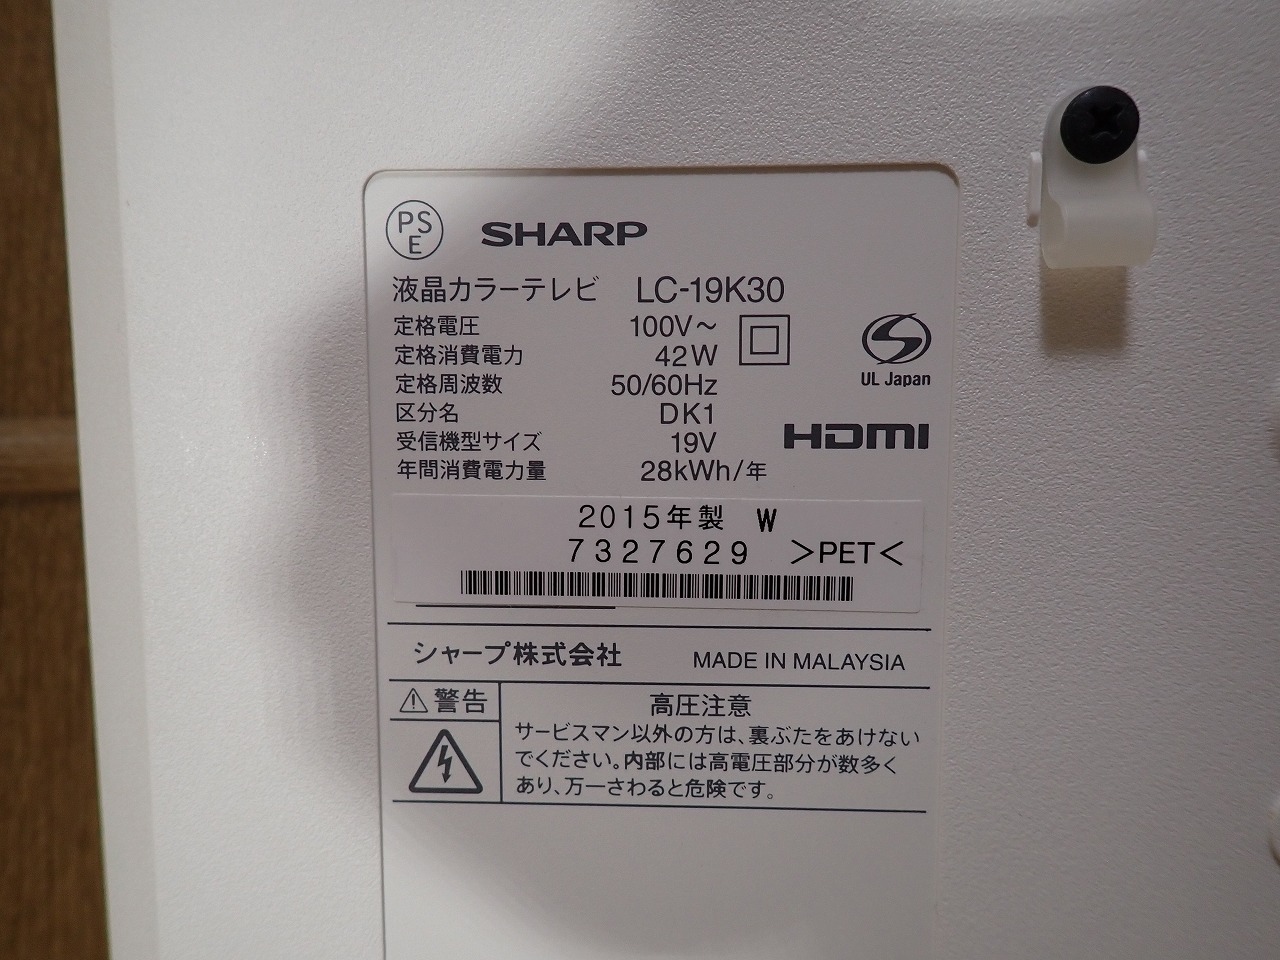 PS
E
SHARP
液晶カラーテレビ LC-19K30
定格電圧 100V～
定格消費電力 42W
定格周波数 50/60Hz
UL Japan
区分名 DK1
受信機型サイズ 19V
HDMI
年間消費電力量 28kWh/年
2015年製 W
7327629 >PET<
シャープ株式会社 MADE IN MALAYSIA
警告 高圧注意
サービスマン以外の方は、裏ぶたをあけない
でください。内部には高電圧部分が数多く
あり、万一さわると危険です。